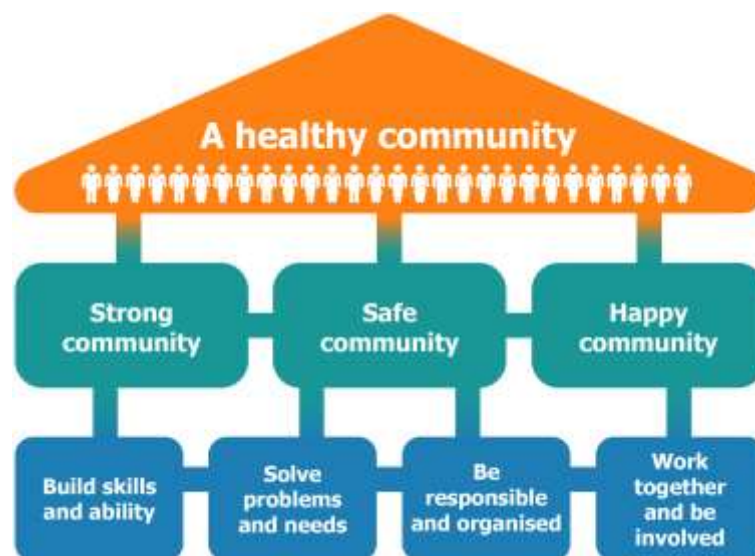 A healthy community
Strong
community
Safe
community
Happy
community
Build skills
and ability
Solve
problems
and needs
Be
responsible
and organised
Work
together
and be
involved